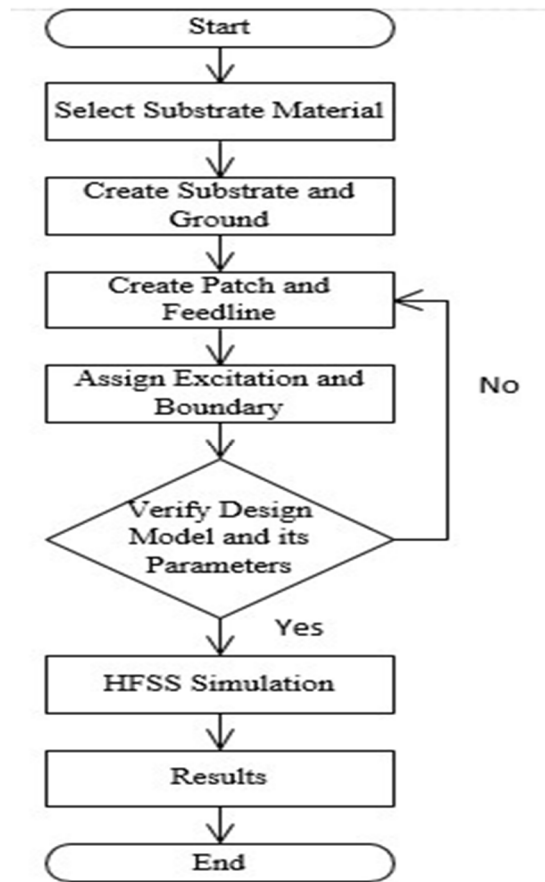 Start
Select Substrate Material
Create Substrate and
Ground
Create Patch and
Feedline
Assign Excitation and
Boundary
No
Verify Design
Model and its
Parameters
Yes
HFSS Simulation
Results
End